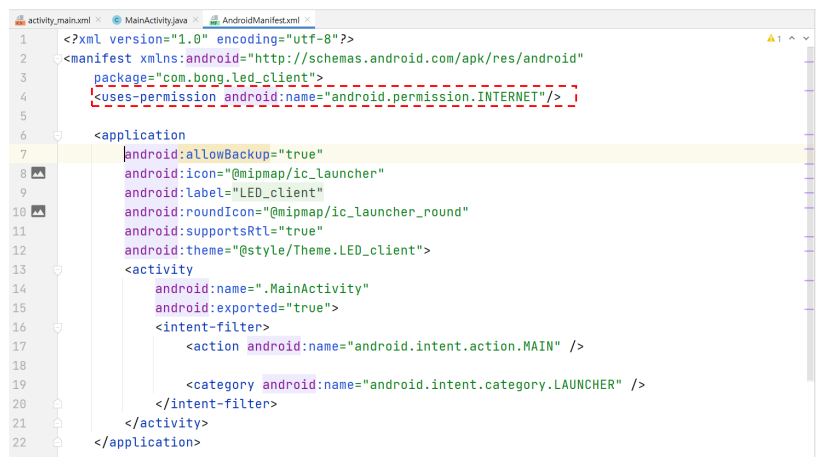 activity_main.xml MainActivity.java AndroidManifest.xml
1 <?xml version="1.0" encoding="utf-8"?> 1
2 <manifest xmlns:android="http://schemas.android.com/apk/res/android"
3 package="com.bong.led_client">
4 <uses-permission android:name="android.permission.INTERNET"/>
5
6 <application
7 android:allowBackup="true"
8 android:icon="@mipmap/ic_launcher"
9 android:label="LED_client"
10 android:roundIcon="@mipmap/ic_launcher_round"
11 android:supportsRtl="true"
12 android:theme="@style/Theme.LED_client">
13 <activity
14 android:name=".MainActivity"
15 android:exported="true">
16 <intent-filter>
17 <action android:name="android.intent.action.MAIN" />
18
19 <category android:name="android.intent.category.LAUNCHER" />
20 </intent-filter>
21 </activity>
22 </application>